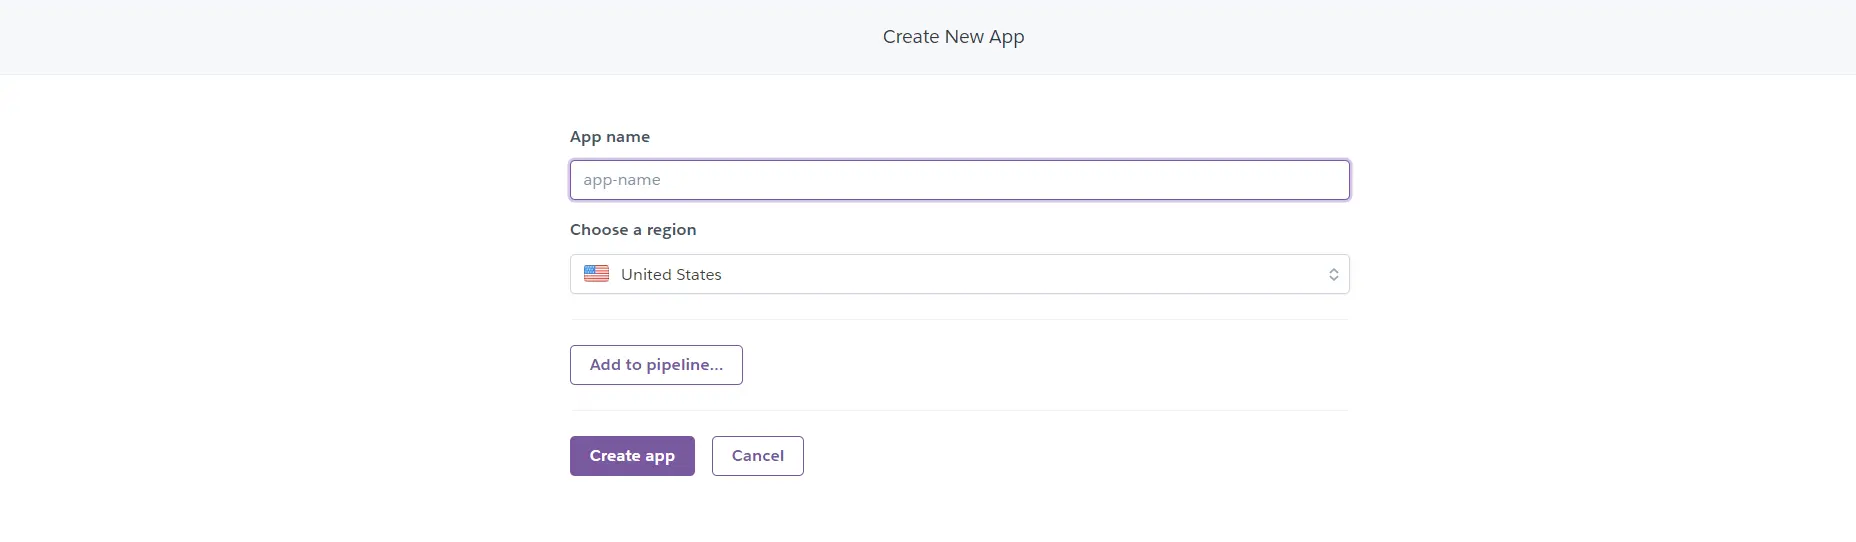 Create New App
App name
app-name
Choose a region
United States
Add to pipeline...
Create app
Cancel